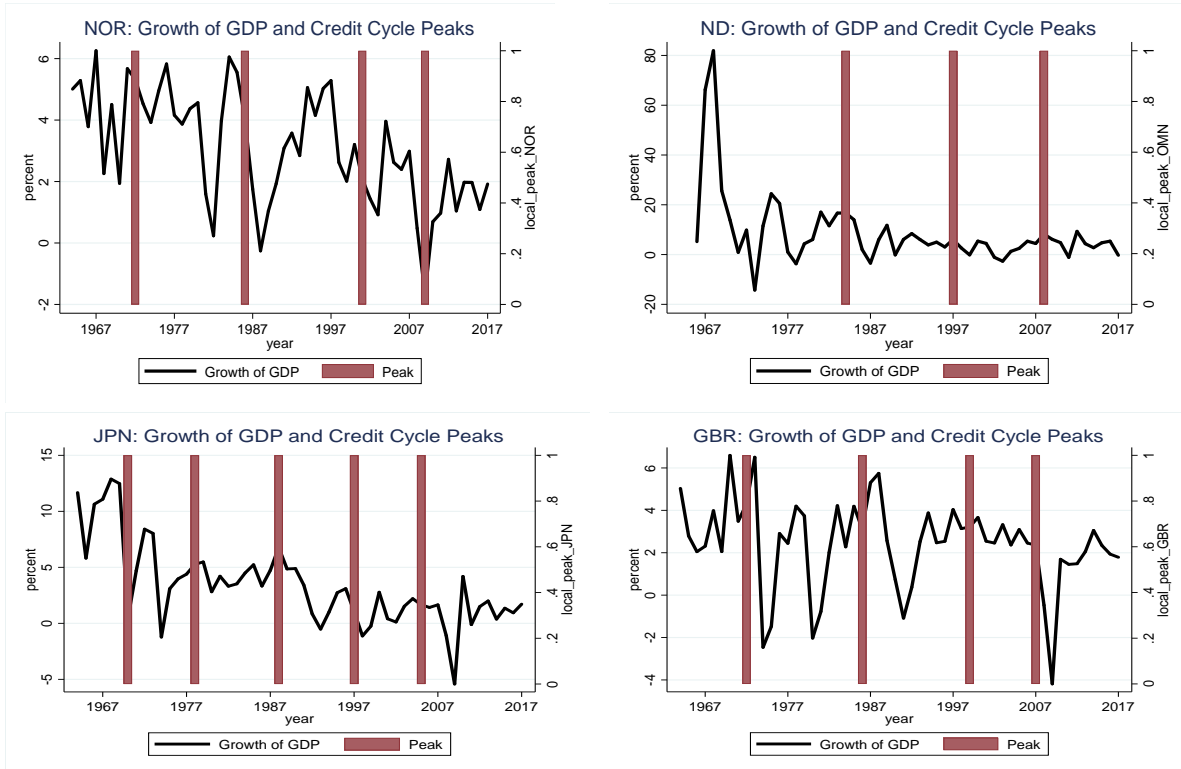 NOR: Growth of GDP and Credit Cycle Peaks
percent
6
4
2
0
-2
local_peak_NOR
1
.8
.6
.4
.2
0
1967 1977 1987 1997 2007 2017
year
Growth of GDP Peak
ND: Growth of GDP and Credit Cycle Peaks
percent
80
60
40
20
0
-20
local_peak_OMN
1
.8
.6
.4
.2
0
1967 1977 1987 1997 2007 2017
year
Growth of GDP Peak
JPN: Growth of GDP and Credit Cycle Peaks
percent
15
10
5
0
-5
local_peak_JPN
1
.8
.6
.4
.2
0
1967 1977 1987 1997 2007 2017
year
Growth of GDP Peak
GBR: Growth of GDP and Credit Cycle Peaks
percent
6
4
2
0
-2
-4
local_peak_GBR
1
.8
.6
.4
.2
0
1967 1977 1987 1997 2007 2017
year
Growth of GDP Peak